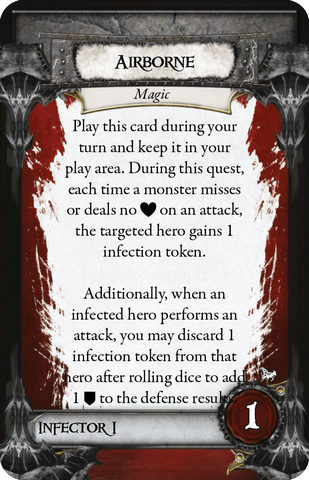 Airborne
Magic
Play this card during your
turn and keep it in your
play area. During this quest,
each time a monster misses
or deals no ♥ on an attack,
the targeted hero gains 1
infection token.
Additionally, when an
infected hero performs an
attack, you may discard 1
infection token from that
hero after rolling dice to add
1 to the defense results.
1
Infector I